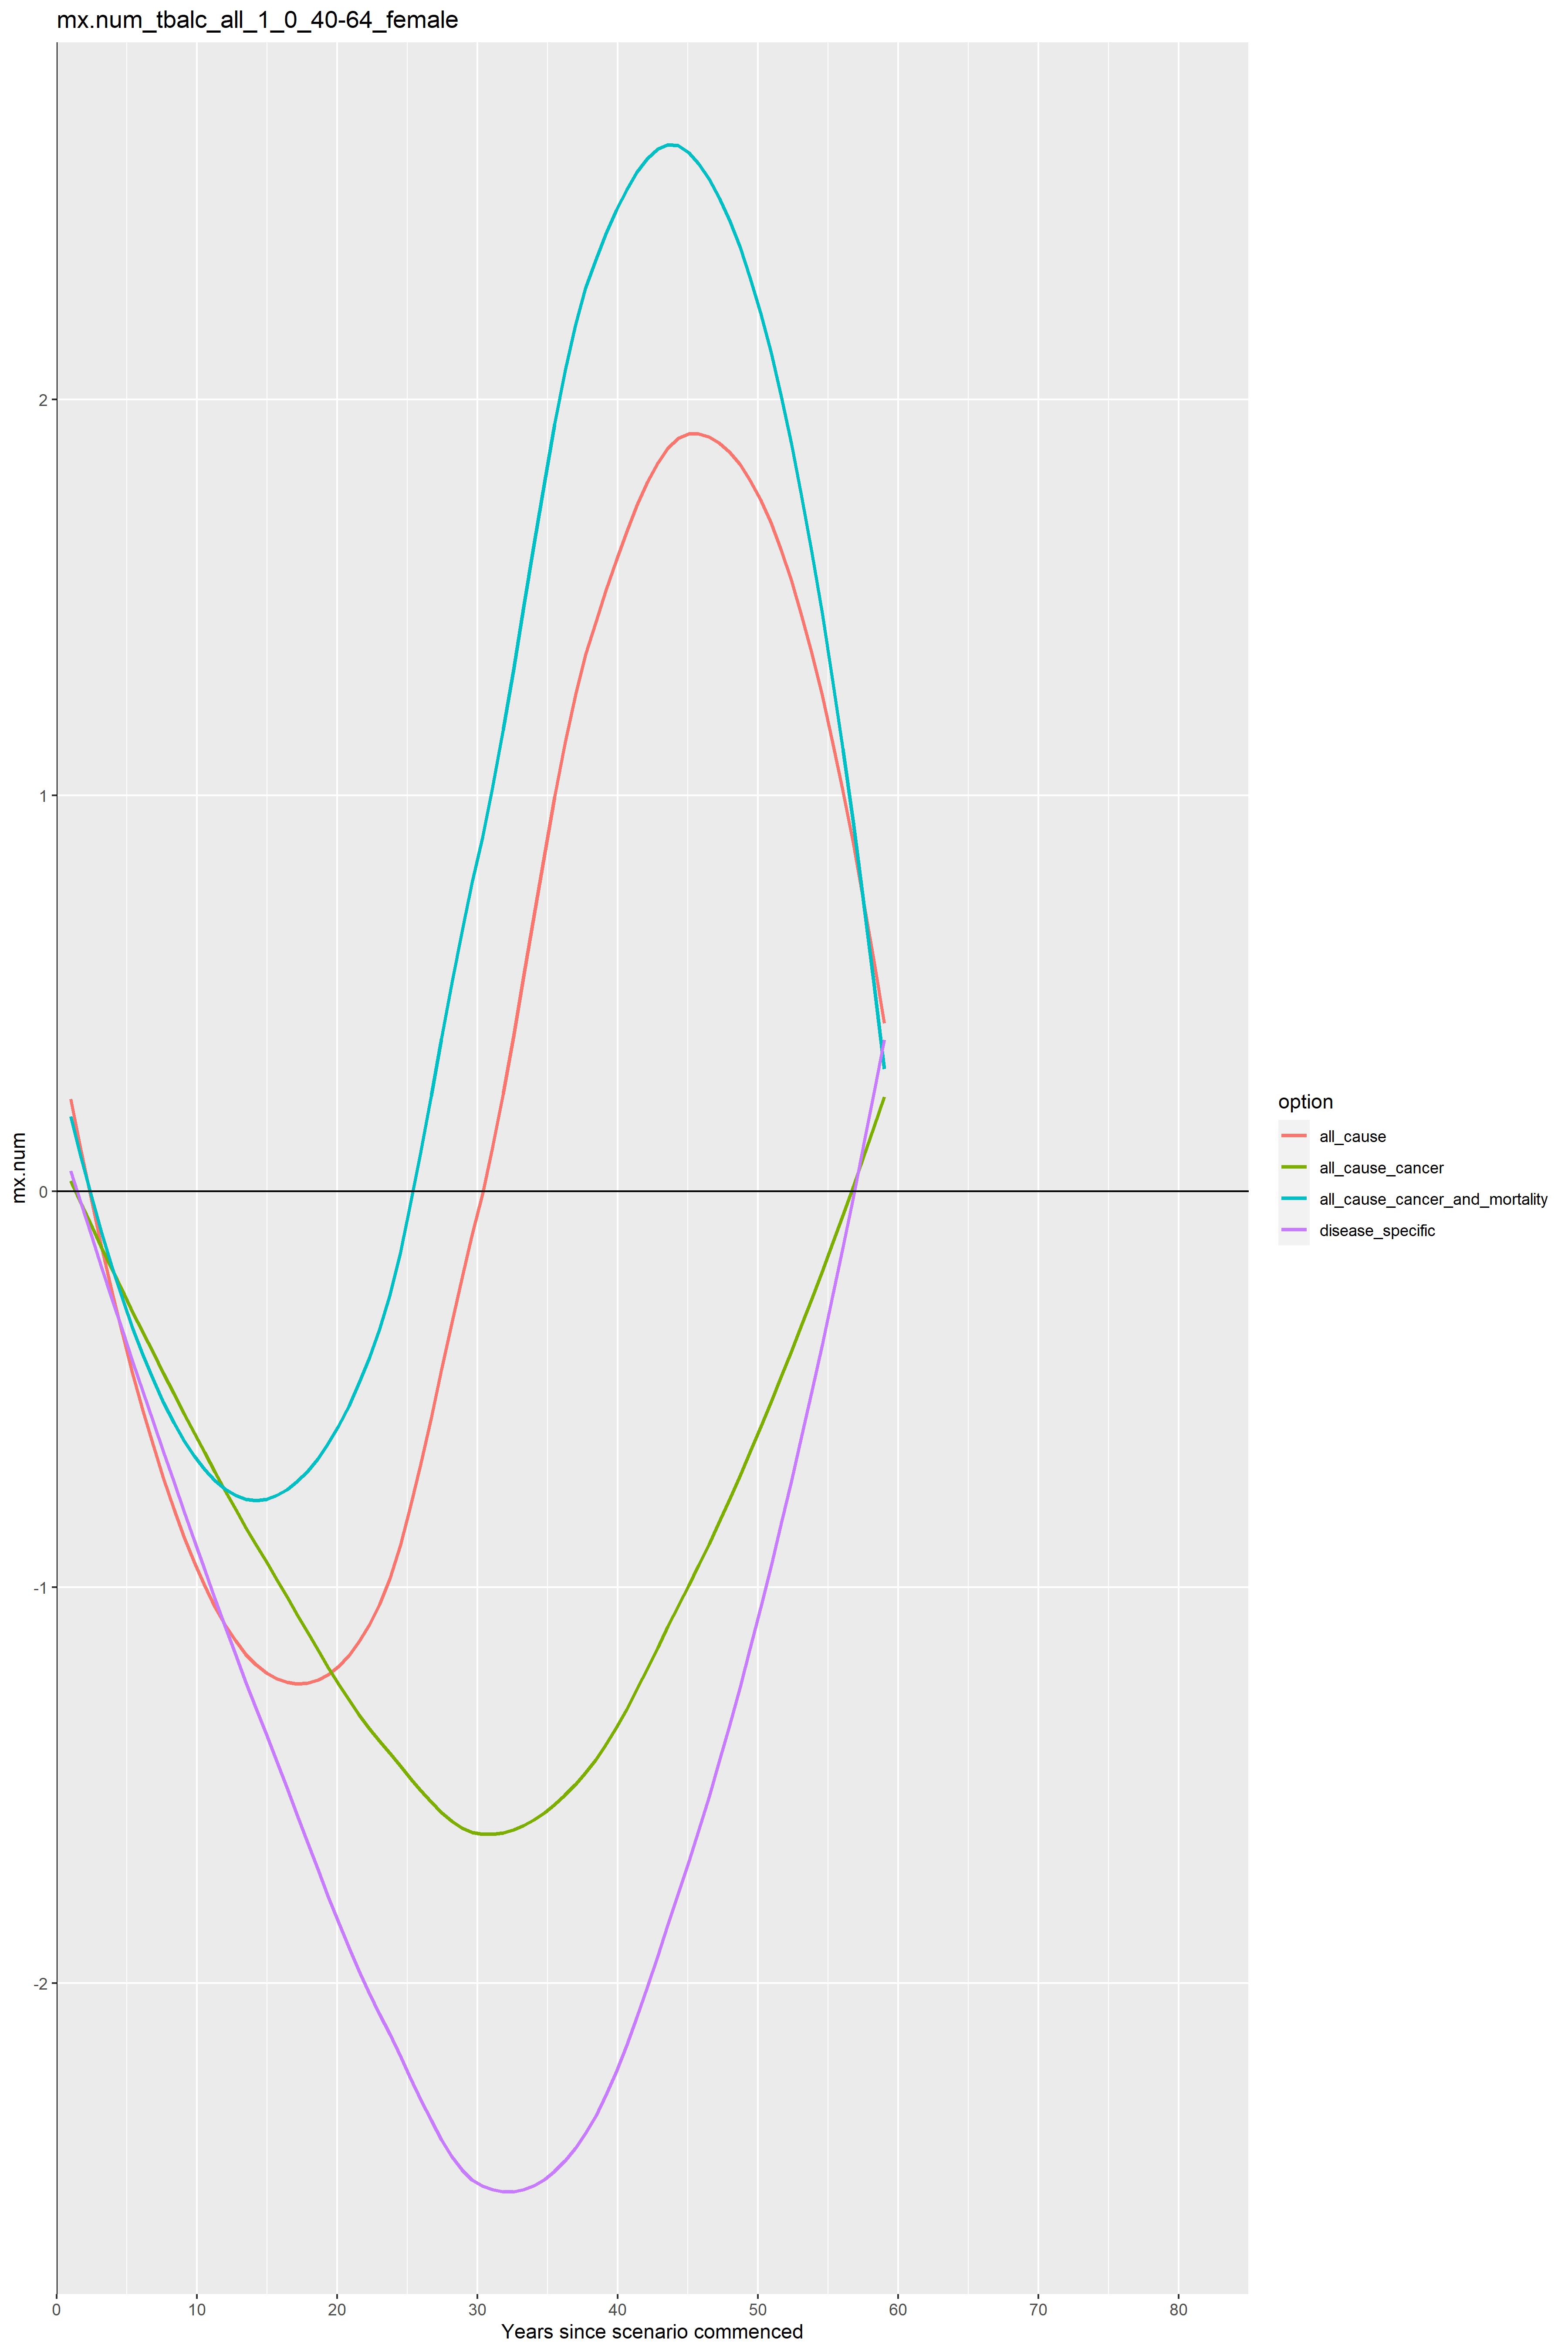 mx.num_tbalc_all_1_0_40-64_female
2
1
0
-1
-2
mx.num
0 10 20 30 40 50 60 70 80
Years since scenario commenced
option
all_cause
all_cause_cancer
all_cause_cancer_and_mortality
disease_specific